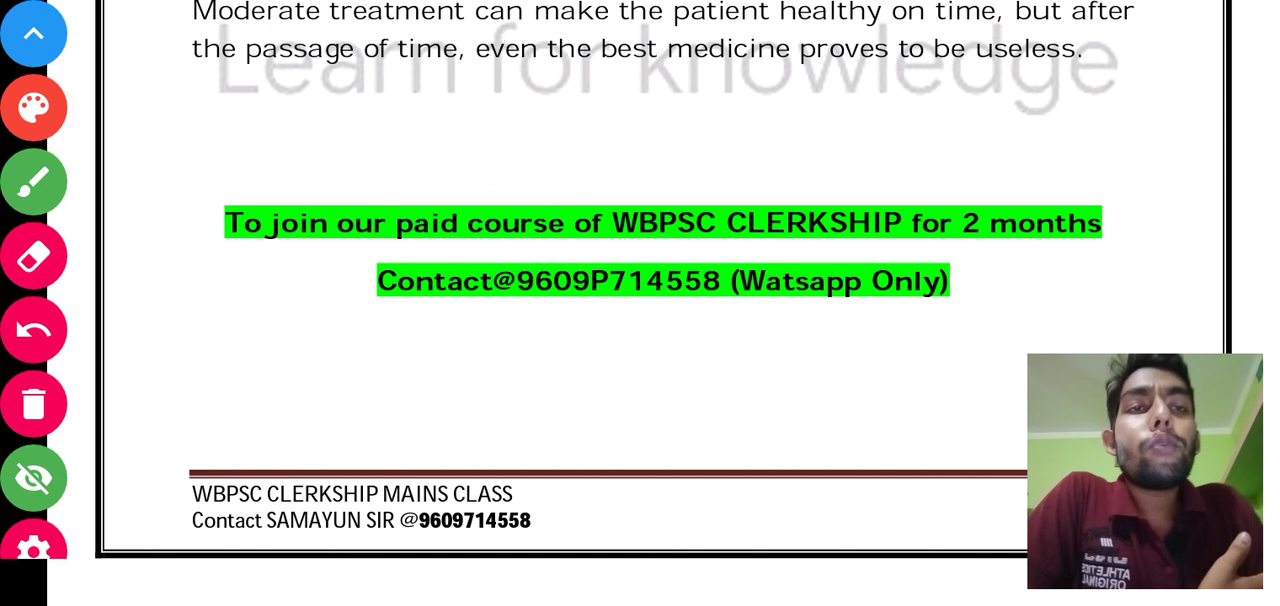 Moderate treatment can make the patient healthy on time, but after
the passage of time, even the best medicine proves to be useless.
Learn for knowledge
To join our paid course of WBPSC CLERKSHIP for 2 months
Contact@9609P714558 (Watsapp Only)
WBPSC CLERKSHIP MAINS CLASS
Contact SAMAYUN SIR @9609714558
ATHLETICS
ORIGINAL